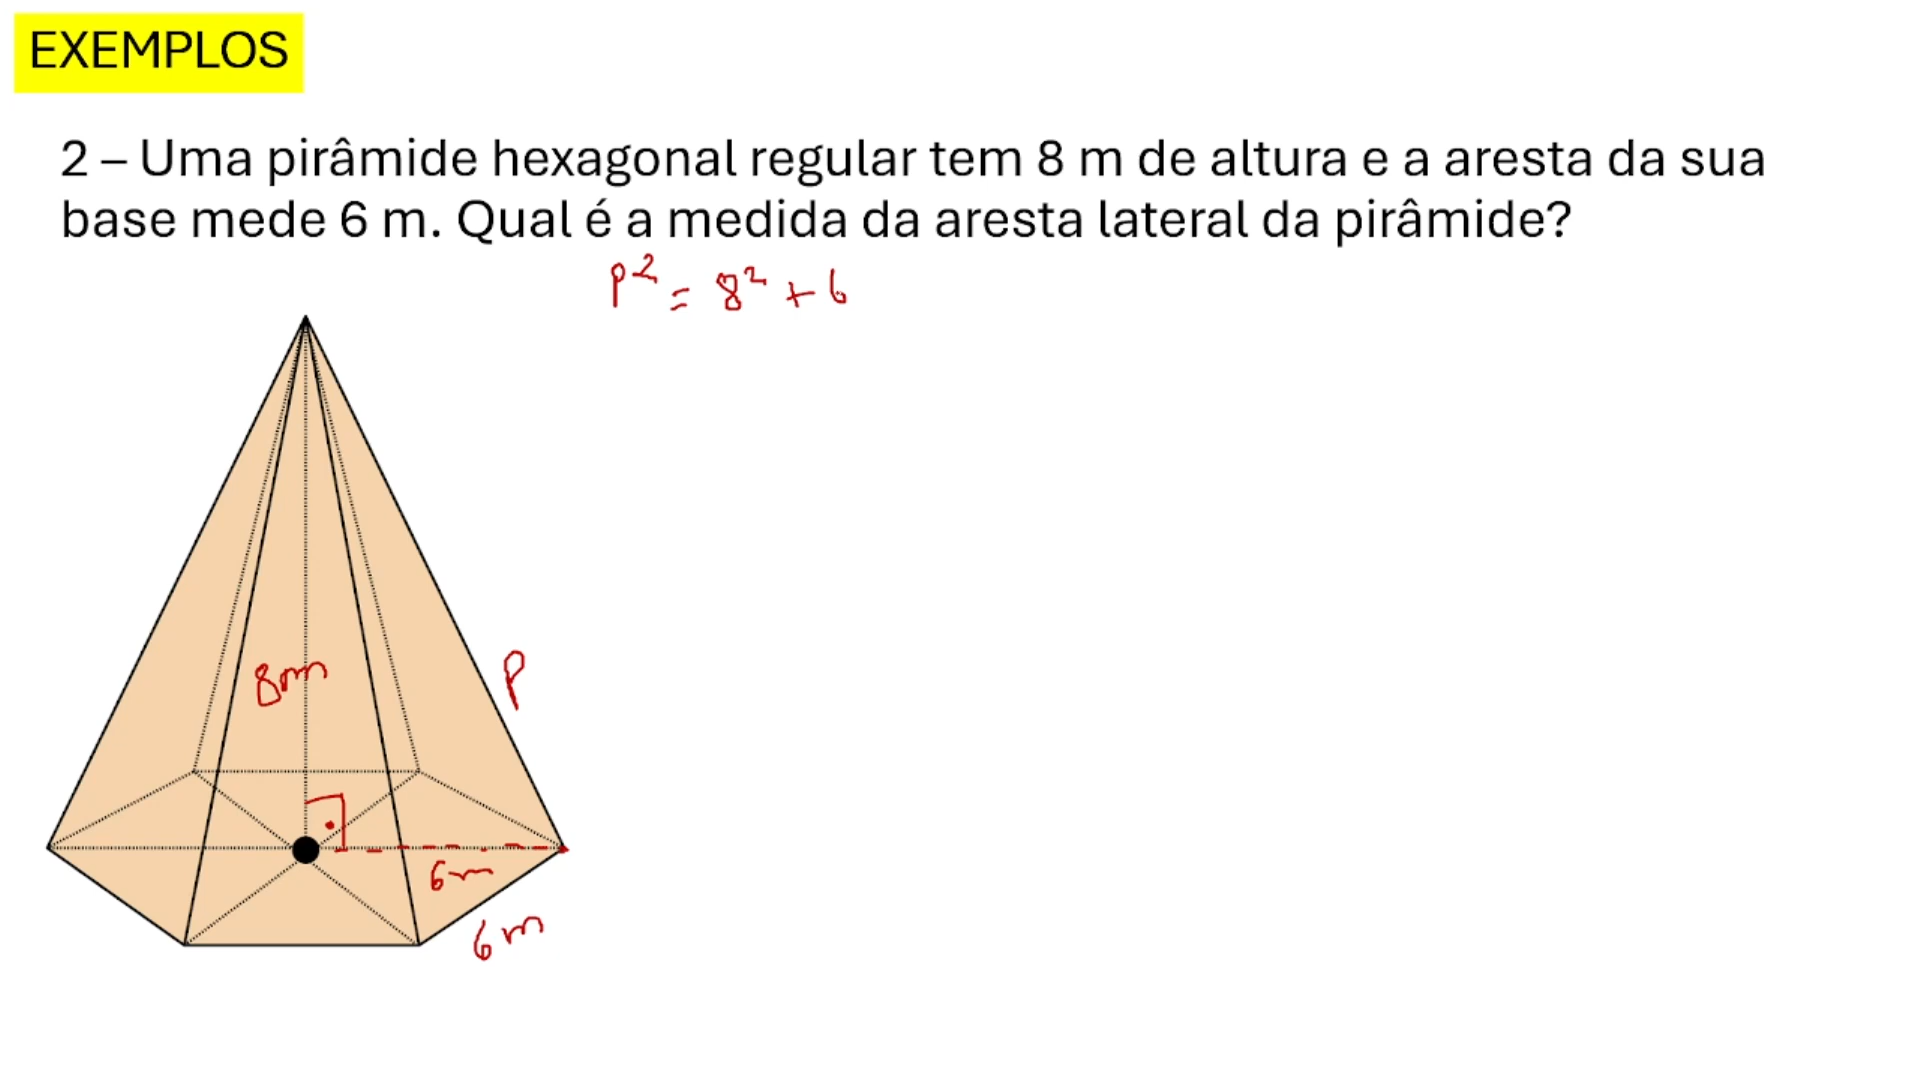 EXEMPLOS
2 – Uma pirâmide hexagonal regular tem 8 m de altura e a aresta da sua
base mede 6 m. Qual é a medida da aresta lateral da pirâmide?
p² = 8² + 6
8m
p
6m
6m